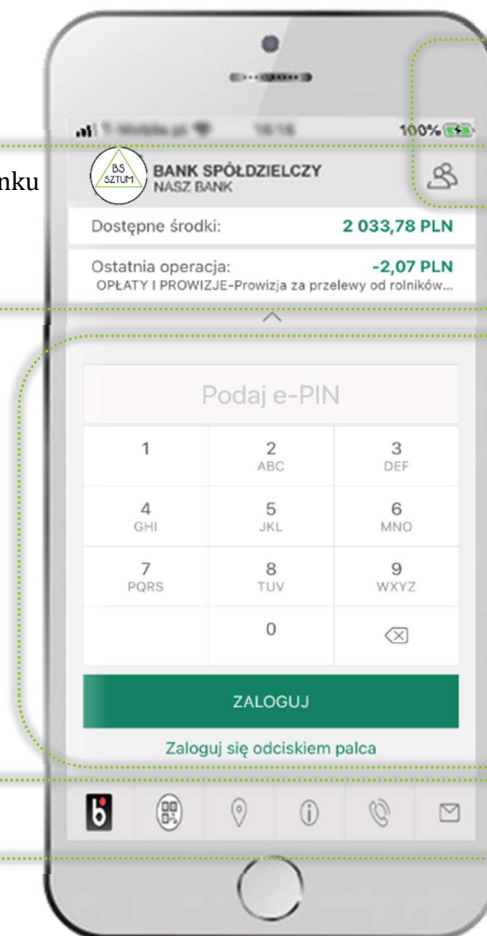 100%
nku
BS
SZTUM
BANK SPÓŁDZIELCZY
NASZ BANK
Dostępne środki: 2 033,78 PLN
Ostatnia operacja: -2,07 PLN
OPŁATY I PROWIZJE-Prowizja za przelewy od rolników...
Podaj e-PIN
1 2 3
ABC DEF
4 5 6
GHI JKL MNO
7 8 9
PQRS TUV WXYZ
0
ZALOGUJ
Zaloguj się odciskiem palca